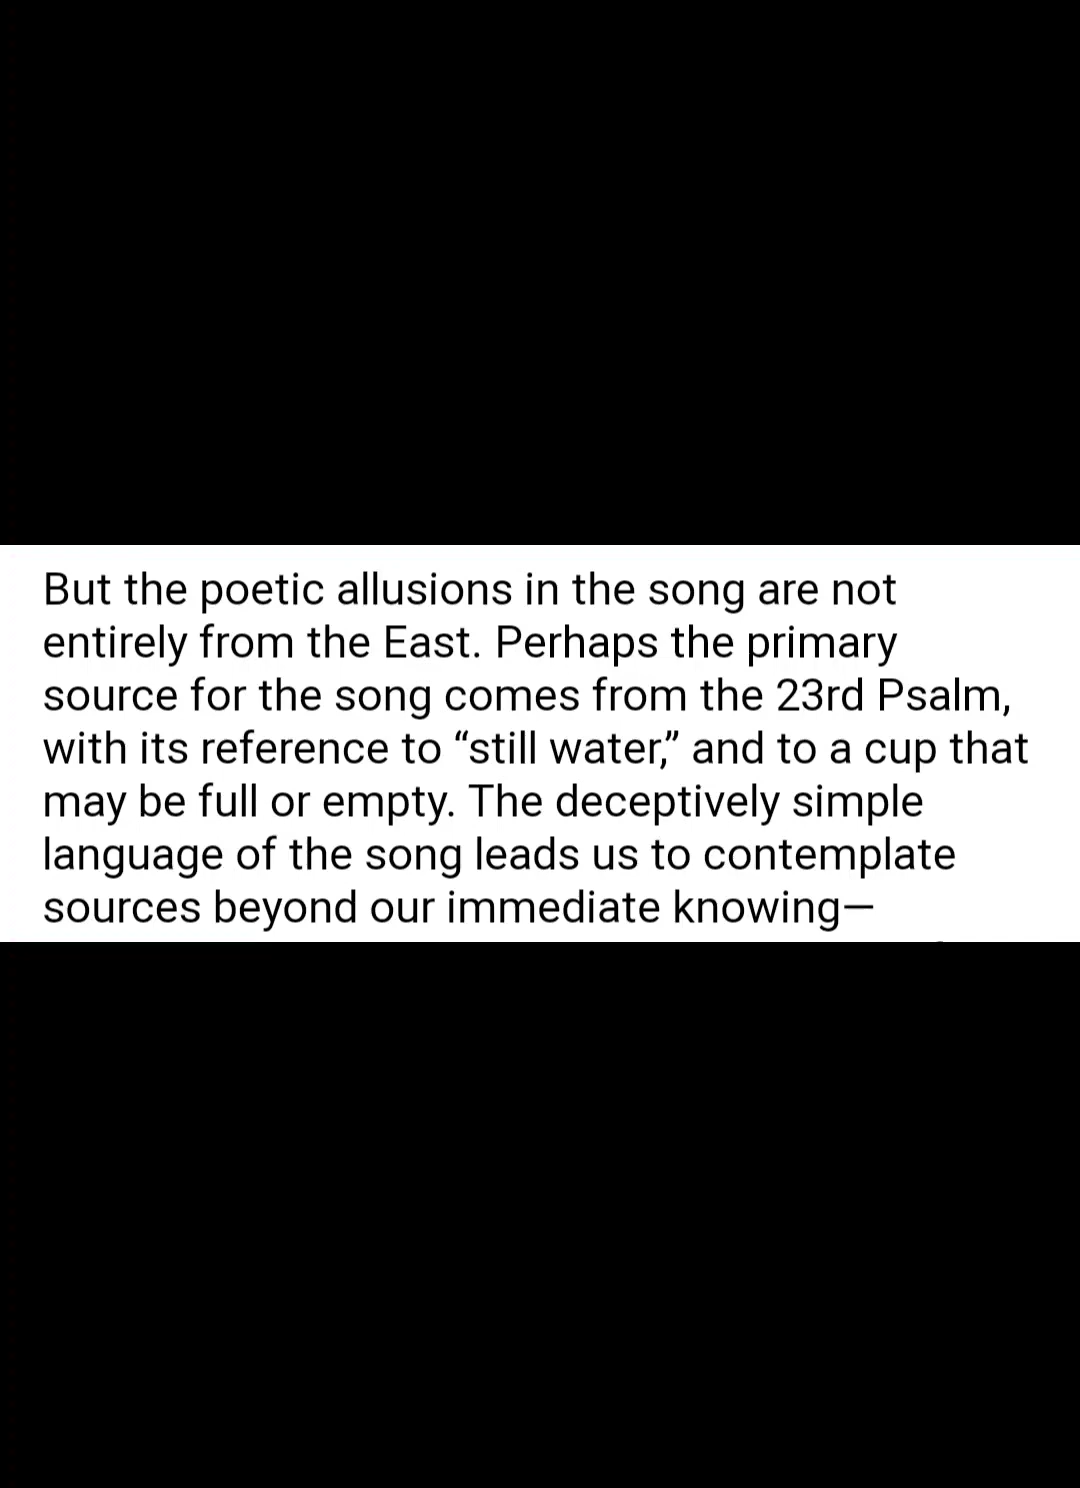 But the poetic allusions in the song are not
entirely from the East. Perhaps the primary
source for the song comes from the 23rd Psalm,
with its reference to “still water,” and to a cup that
may be full or empty. The deceptively simple
language of the song leads us to contemplate
sources beyond our immediate knowing—